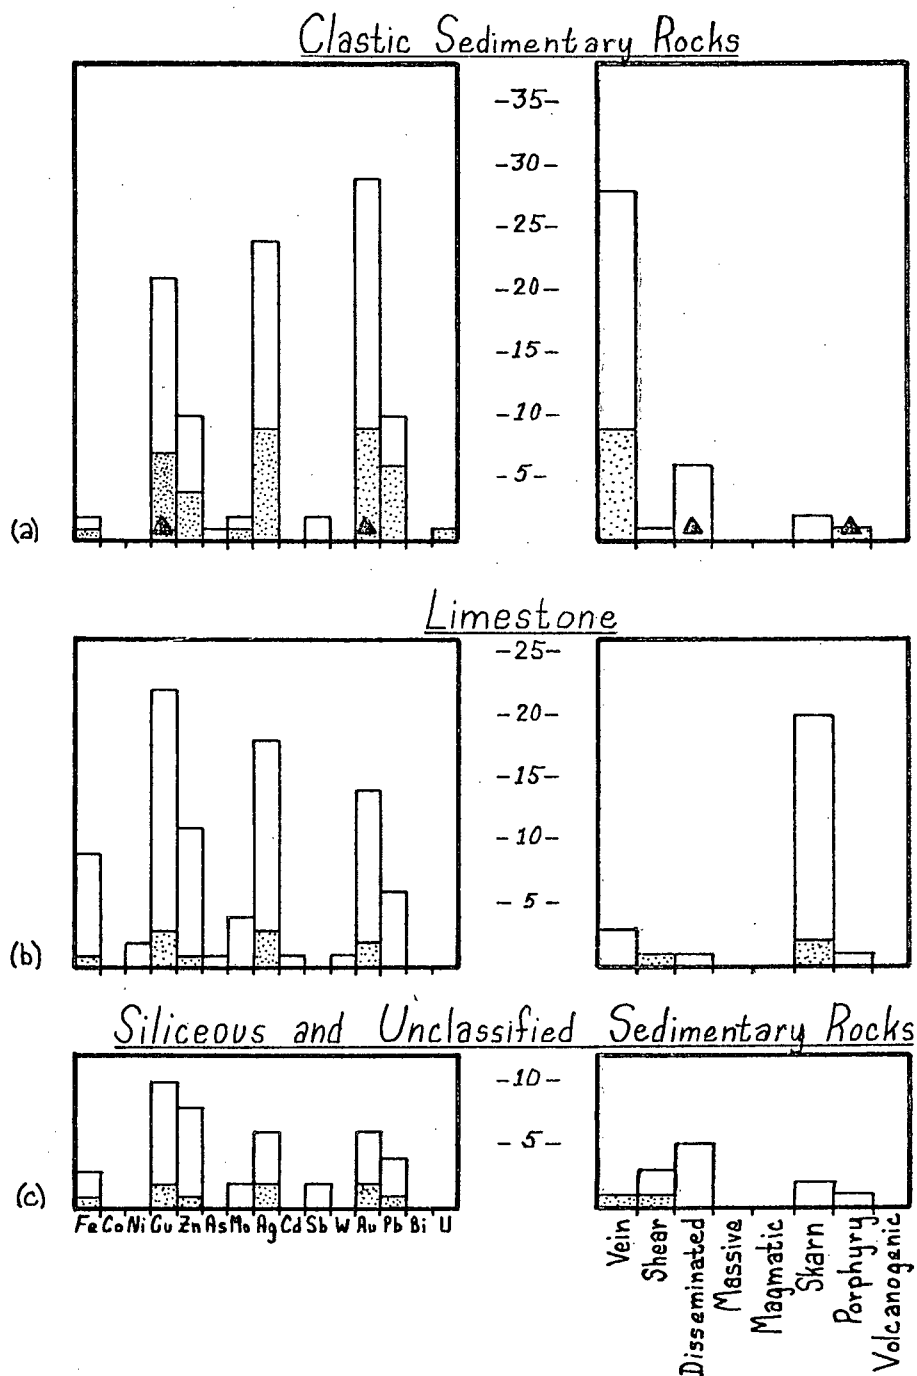 Clastic Sedimentary Rocks
-35-
-30-
-25-
-20-
-15-
-10-
-5-
(a)
Limestone
-25-
-20-
-15-
-10-
-5-
(b)
Siliceous and Unclassified Sedimentary Rocks
-10-
-5-
(c)
Fe Co Ni Cu Zn As Mo Ag Cd Sb W Au Pb Bi U
Vein
Shear
Disseminated
Massive
Magmatic
Skarn
Porphyry
Volcanogenic